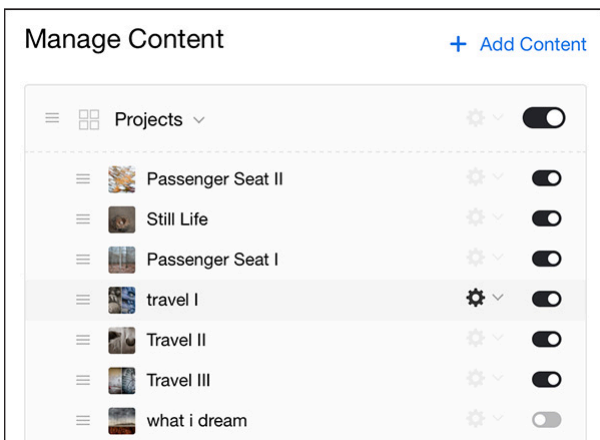 Manage Content
+ Add Content
Projects
Passenger Seat II
Still Life
Passenger Seat I
travel I
Travel II
Travel III
what i dream